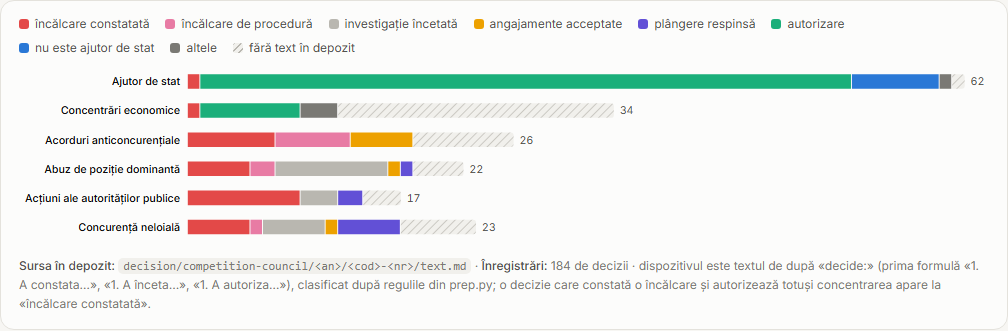 încălcare constatată
încălcare de procedură
investigație încetată
angajamente acceptate
plângere respinsă
autorizare
nu este ajutor de stat
altele
fără text în depozit
Ajutor de stat 62
Concentrări economice 34
Acorduri anticoncurențiale 26
Abuz de poziție dominantă 22
Acțiuni ale autorităților publice 17
Concurență neloială 23
Sursa în depozit: decision/competition-council/<an>/<cod>-<nr>/text.md · Înregistrări: 184 de decizii · dispozitivul este textul de după «decide:» (prima formulă «1.
A constata...», «1. A înceta...», «1. A autoriza...»), clasificat după regulile din prep.py; o decizie care constată o încălcare și autorizează totuși concentrarea apare la
«încălcare constatată».